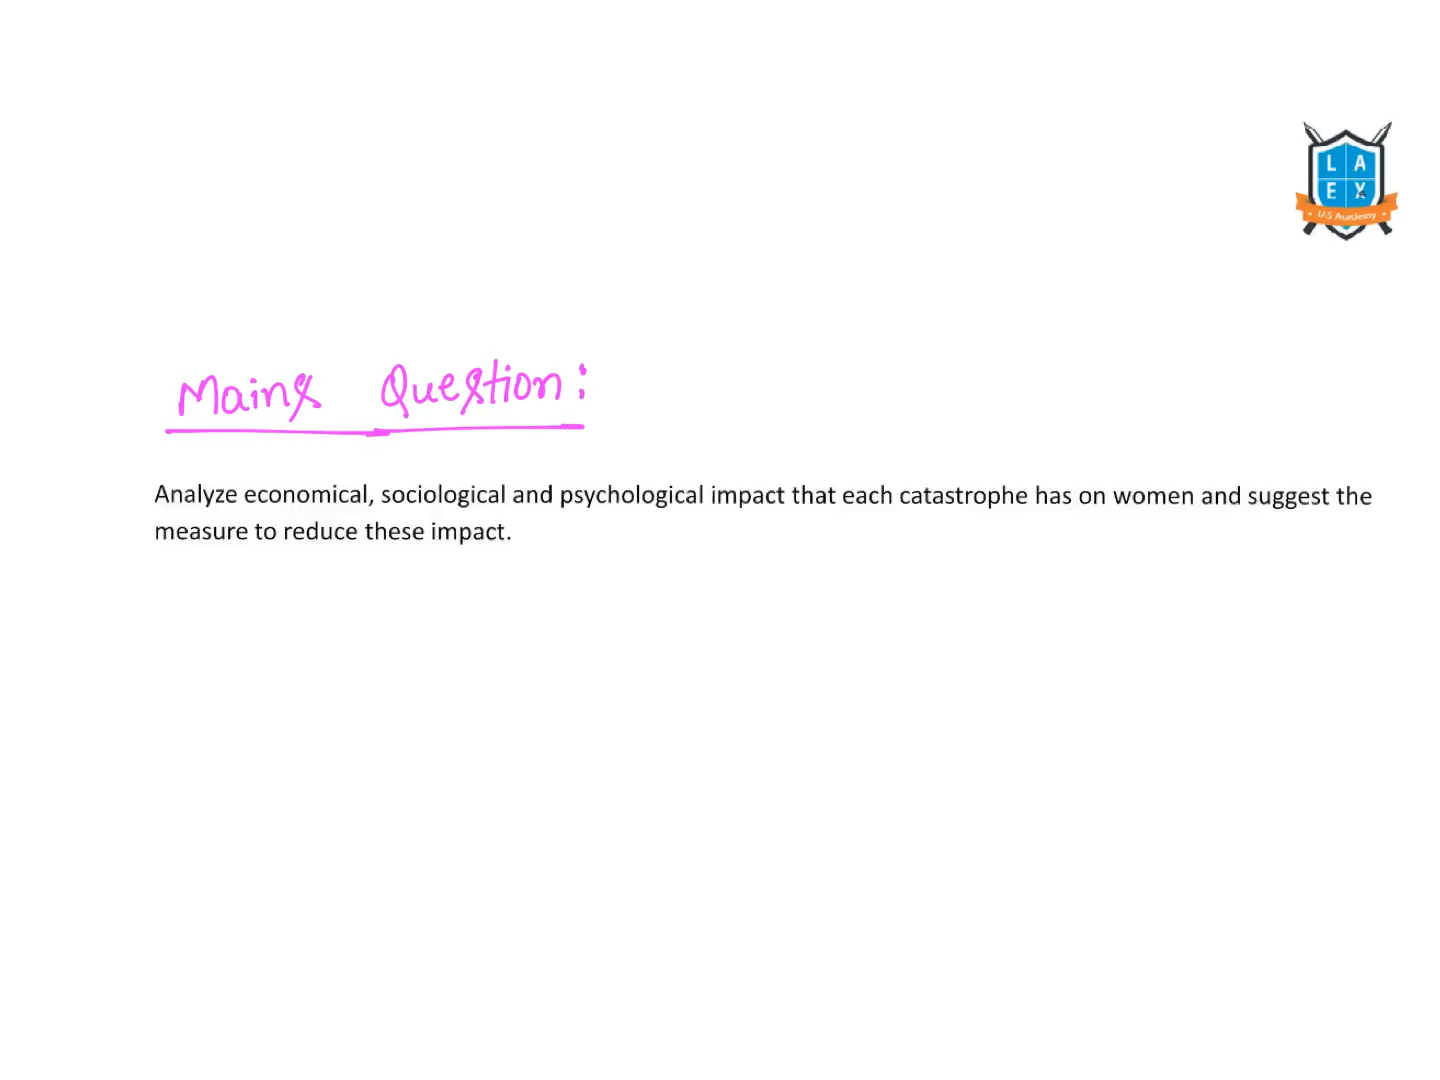 L A
E X
IAS Academy
Mains Question:
Analyze economical, sociological and psychological impact that each catastrophe has on women and suggest the
measure to reduce these impact.